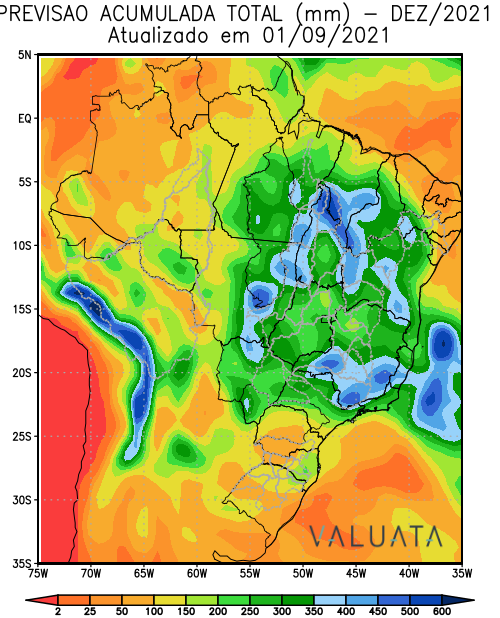 PREVISAO ACUMULADA TOTAL (mm) – DEZ/2021
Atualizado em 01/09/2021
5N
EQ
5S
10S
15S
20S
25S
30S
35S
VALUATA
75W 70W 65W 60W 55W 50W 45W 40W 35W
2 25 50 100 150 200 250 300 350 400 450 500 600